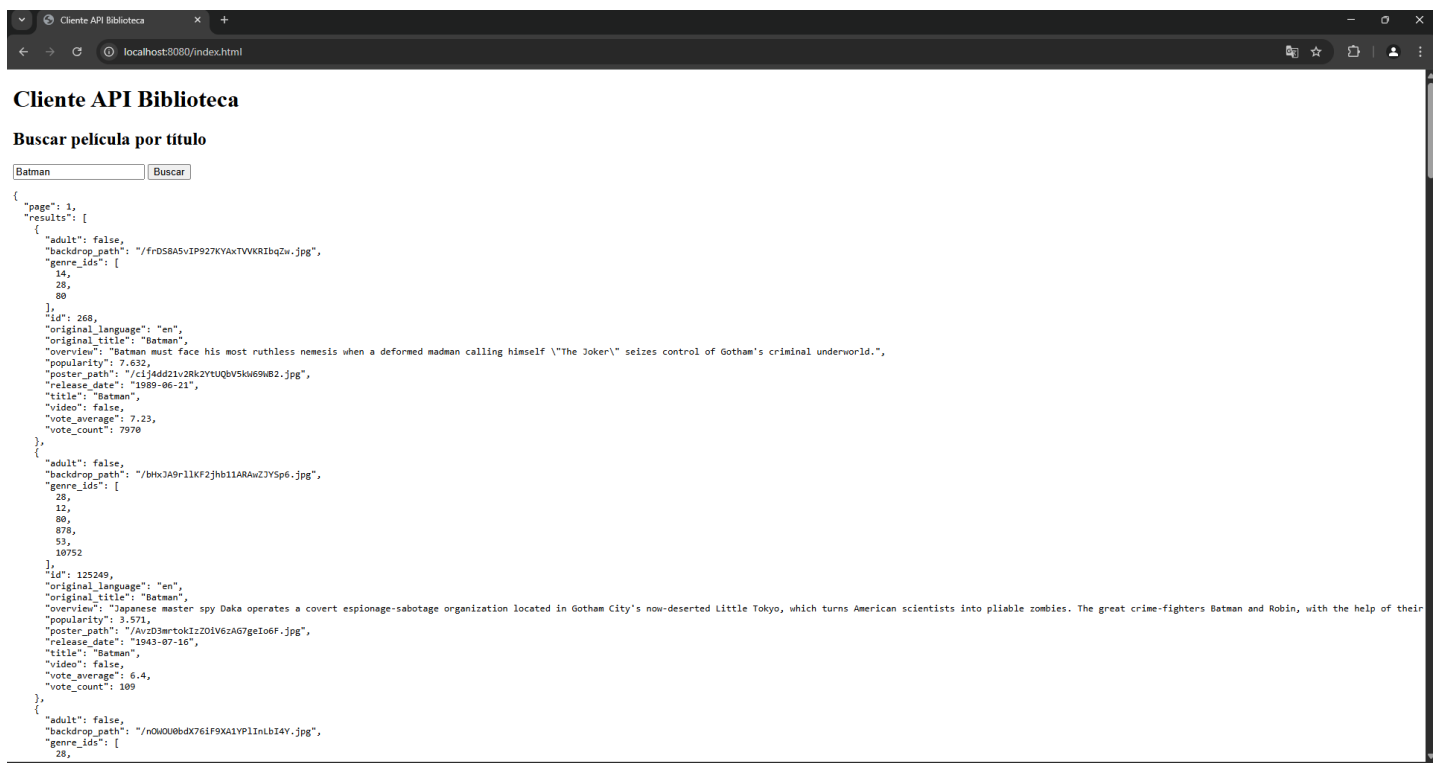 Cliente API Biblioteca
localhost:8080/index.html
Cliente API Biblioteca
Buscar película por título
Batman Buscar
{
"page": 1,
"results": [
{
"adult": false,
"backdrop_path": "/frDS8A5vIP927KYAxTVVKRIbqZw.jpg",
"genre_ids": [
14,
28,
80
],
"id": 268,
"original_language": "en",
"original_title": "Batman",
"overview": "Batman must face his most ruthless nemesis when a deformed madman calling himself \"The Joker\" seizes control of Gotham's criminal underworld.",
"popularity": 7.632,
"poster_path": "/cij4dd21v2Rk2YtUQbV5kW69WB2.jpg",
"release_date": "1989-06-21",
"title": "Batman",
"video": false,
"vote_average": 7.23,
"vote_count": 7970
},
{
"adult": false,
"backdrop_path": "/bHxJA9rllKF2jhb11ARAwZJYSp6.jpg",
"genre_ids": [
28,
12,
80,
878,
53,
10752
],
"id": 125249,
"original_language": "en",
"original_title": "Batman",
"overview": "Japanese master spy Daka operates a covert espionage-sabotage organization located in Gotham City's now-deserted Little Tokyo, which turns American scientists into pliable zombies. The great crime-fighters Batman and Robin, with the help of their
"popularity": 3.571,
"poster_path": "/AvzD3mrtokIzZOiV6zAG7geIo6F.jpg",
"release_date": "1943-07-16",
"title": "Batman",
"video": false,
"vote_average": 6.4,
"vote_count": 109
},
{
"adult": false,
"backdrop_path": "/nOWOU0bdX76iF9XA1YPlInLbI4Y.jpg",
"genre_ids": [
28,